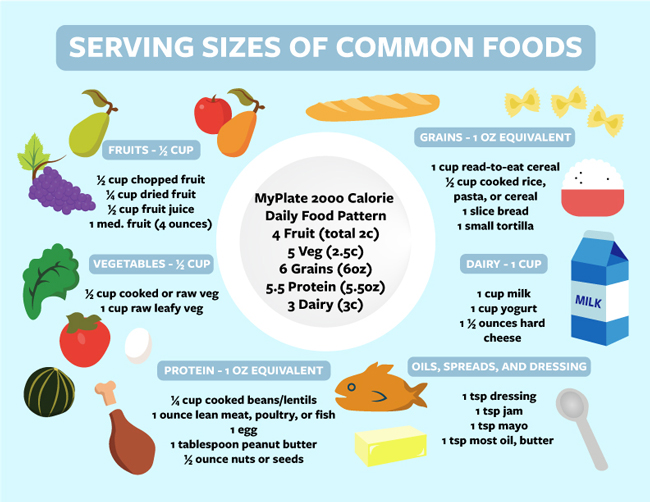 SERVING SIZES OF COMMON FOODS
FRUITS - ½ CUP
½ cup chopped fruit
¼ cup dried fruit
½ cup fruit juice
1 med. fruit (4 ounces)
VEGETABLES - ½ CUP
½ cup cooked or raw veg
1 cup raw leafy veg
MyPlate 2000 Calorie
Daily Food Pattern
4 Fruit (total 2c)
5 Veg (2.5c)
6 Grains (6oz)
5.5 Protein (5.5oz)
3 Dairy (3c)
GRAINS - 1 OZ EQUIVALENT
1 cup read-to-eat cereal
½ cup cooked rice,
pasta, or cereal
1 slice bread
1 small tortilla
DAIRY - 1 CUP
1 cup milk
1 cup yogurt
1 ½ ounces hard
cheese
MILK
PROTEIN - 1 OZ EQUIVALENT
¼ cup cooked beans/lentils
1 ounce lean meat, poultry, or fish
1 egg
1 tablespoon peanut butter
½ ounce nuts or seeds
OILS, SPREADS, AND DRESSING
1 tsp dressing
1 tsp jam
1 tsp mayo
1 tsp most oil, butter